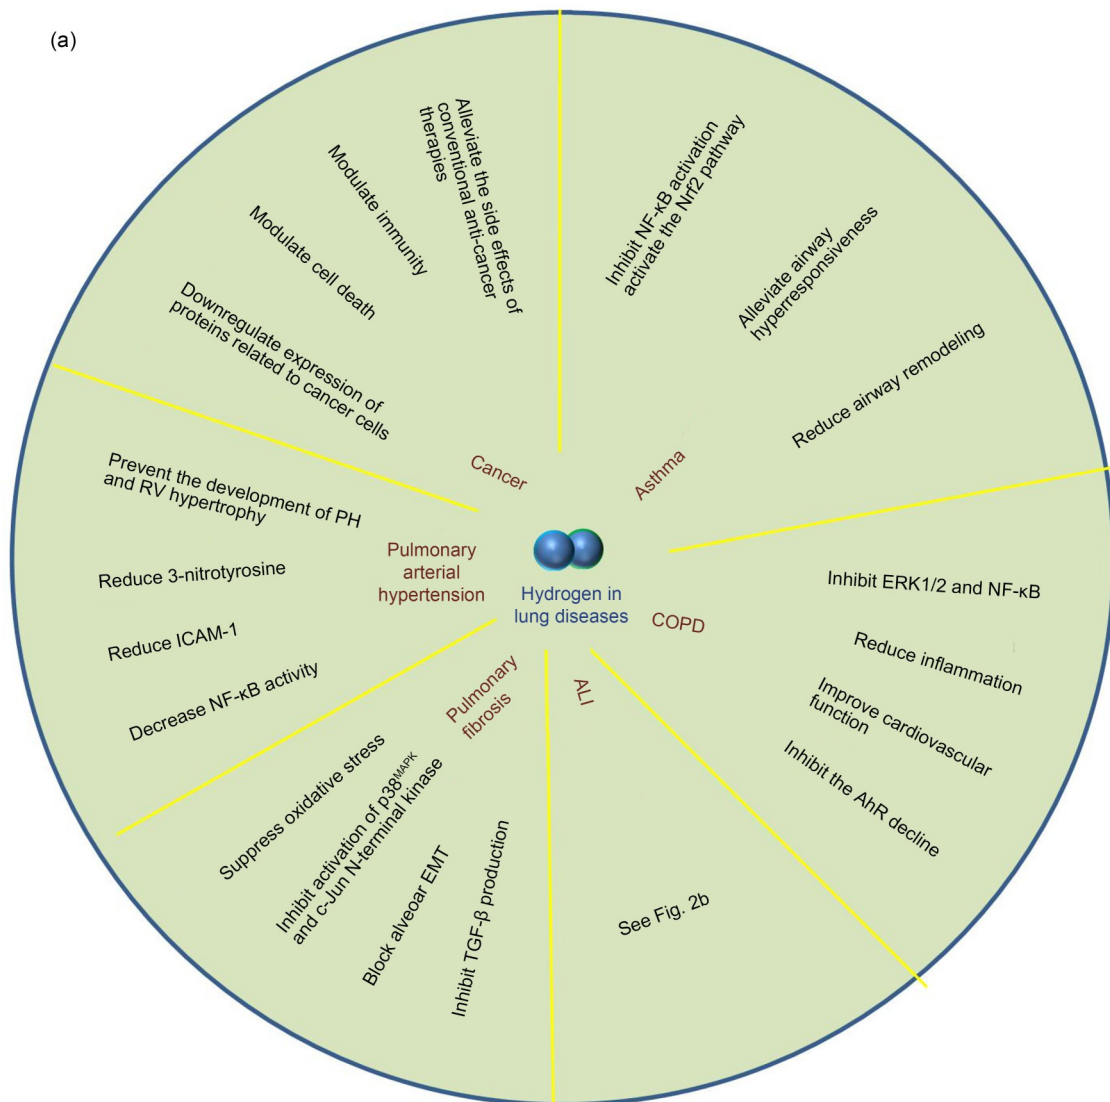 (a)
Alleviate the side effects of
conventional anti-cancer
therapies
Modulate immunity
Modulate cell death
Downregulate expression of
proteins related to cancer cells
Cancer
Inhibit NF-κB activation
activate the Nrf2 pathway
Alleviate airway
hyperresponsiveness
Reduce airway remodeling
Asthma
Prevent the development of PH
and RV hypertrophy
Reduce 3-nitrotyrosine
Reduce ICAM-1
Decrease NF-κB activity
Pulmonary
arterial
hypertension
Hydrogen in
lung diseases
COPD
Inhibit ERK1/2 and NF-κB
Reduce inflammation
Improve cardiovascular
function
Inhibit the AhR decline
Pulmonary
fibrosis
Suppress oxidative stress
Inhibit activation of p38MAPK
and c-Jun N-terminal kinase
Block alveoar EMT
Inhibit TGF-β production
ALI
See Fig. 2b